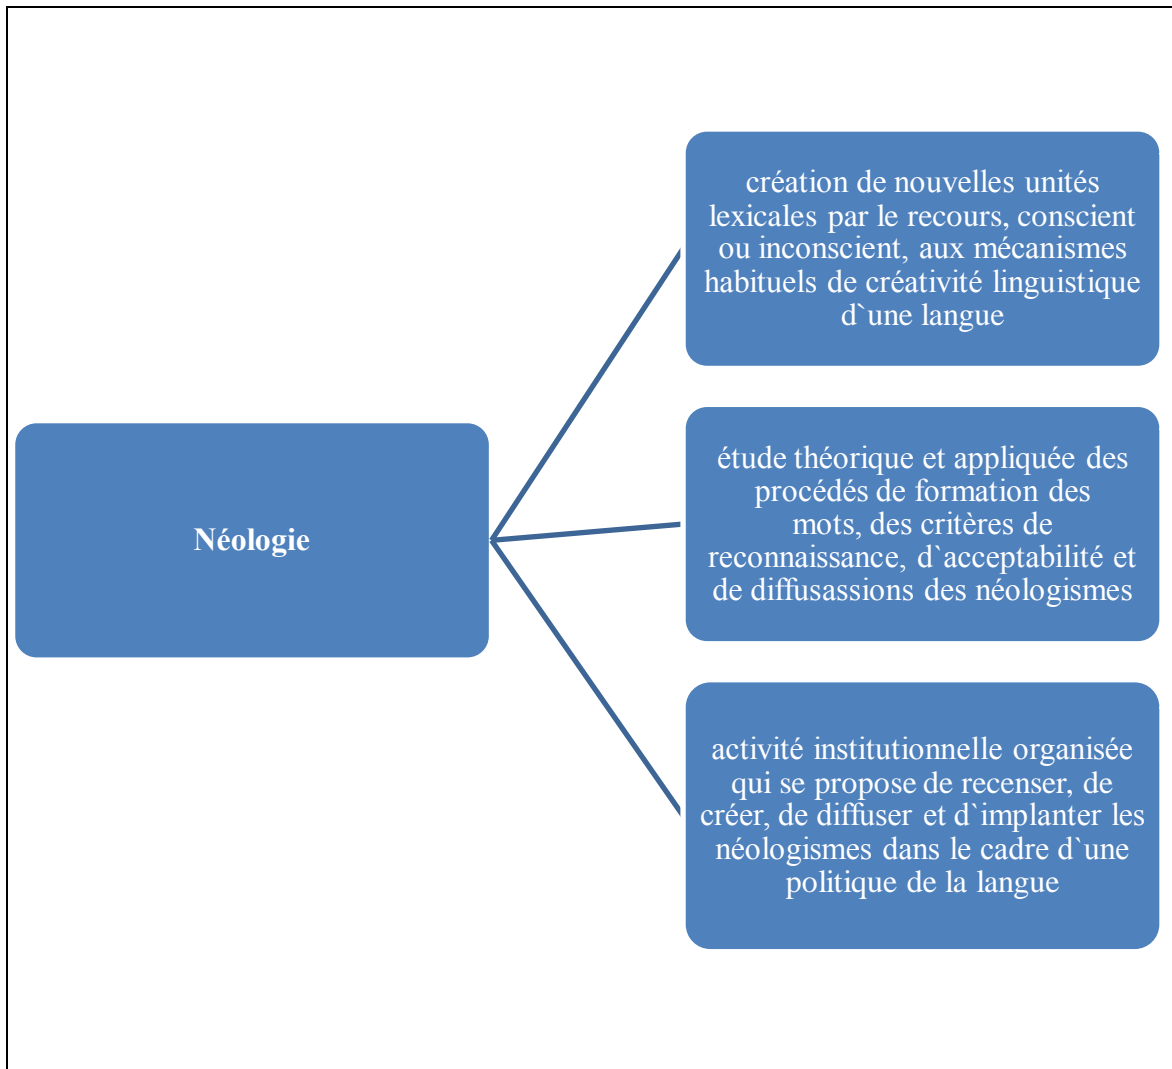 Néologie
création de nouvelles unités
lexicales par le recours, conscient
ou inconscient, aux mécanismes
habituels de créativité linguistique
d`une langue
étude théorique et appliquée des
procédés de formation des
mots, des critères de
reconnaissance, d`acceptabilité et
de diffusassions des néologismes
activité institutionnelle organisée
qui se propose de recenser, de
créer, de diffuser et d`implanter les
néologismes dans le cadre d`une
politique de la langue